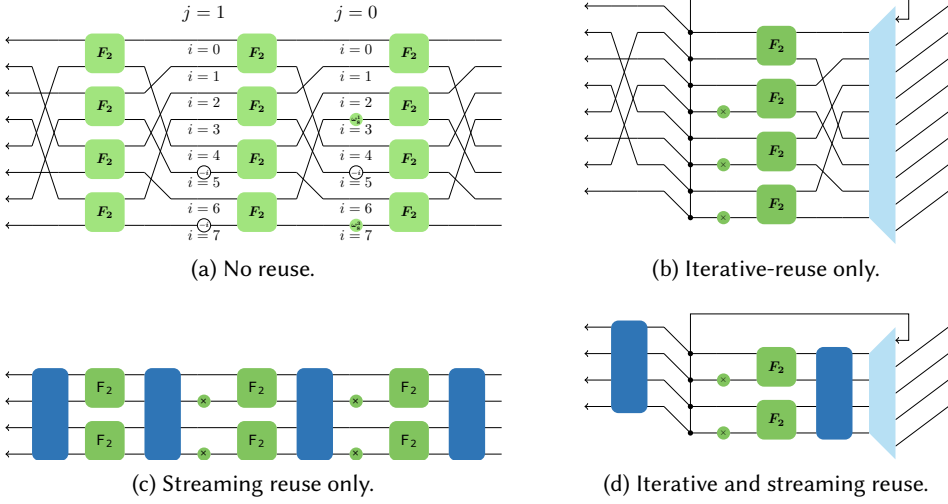 j = 1 j = 0
i = 0 i = 0
F₂ F₂ F₂ F₂
i = 1 i = 1
i = 2 i = 2
F₂ F₂ F₂ F₂
i = 3 i = 3
×
i = 4 i = 4
F₂ F₂ F₂ F₂
−i −i
×
i = 5 i = 5
i = 6 i = 6
F₂ F₂ F₂ F₂
−i
×
i = 7 i = 7
(a) No reuse. (b) Iterative-reuse only.
F₂ F₂ F₂ F₂
× × ×
F₂ F₂ F₂ F₂
× × ×
(c) Streaming reuse only. (d) Iterative and streaming reuse.